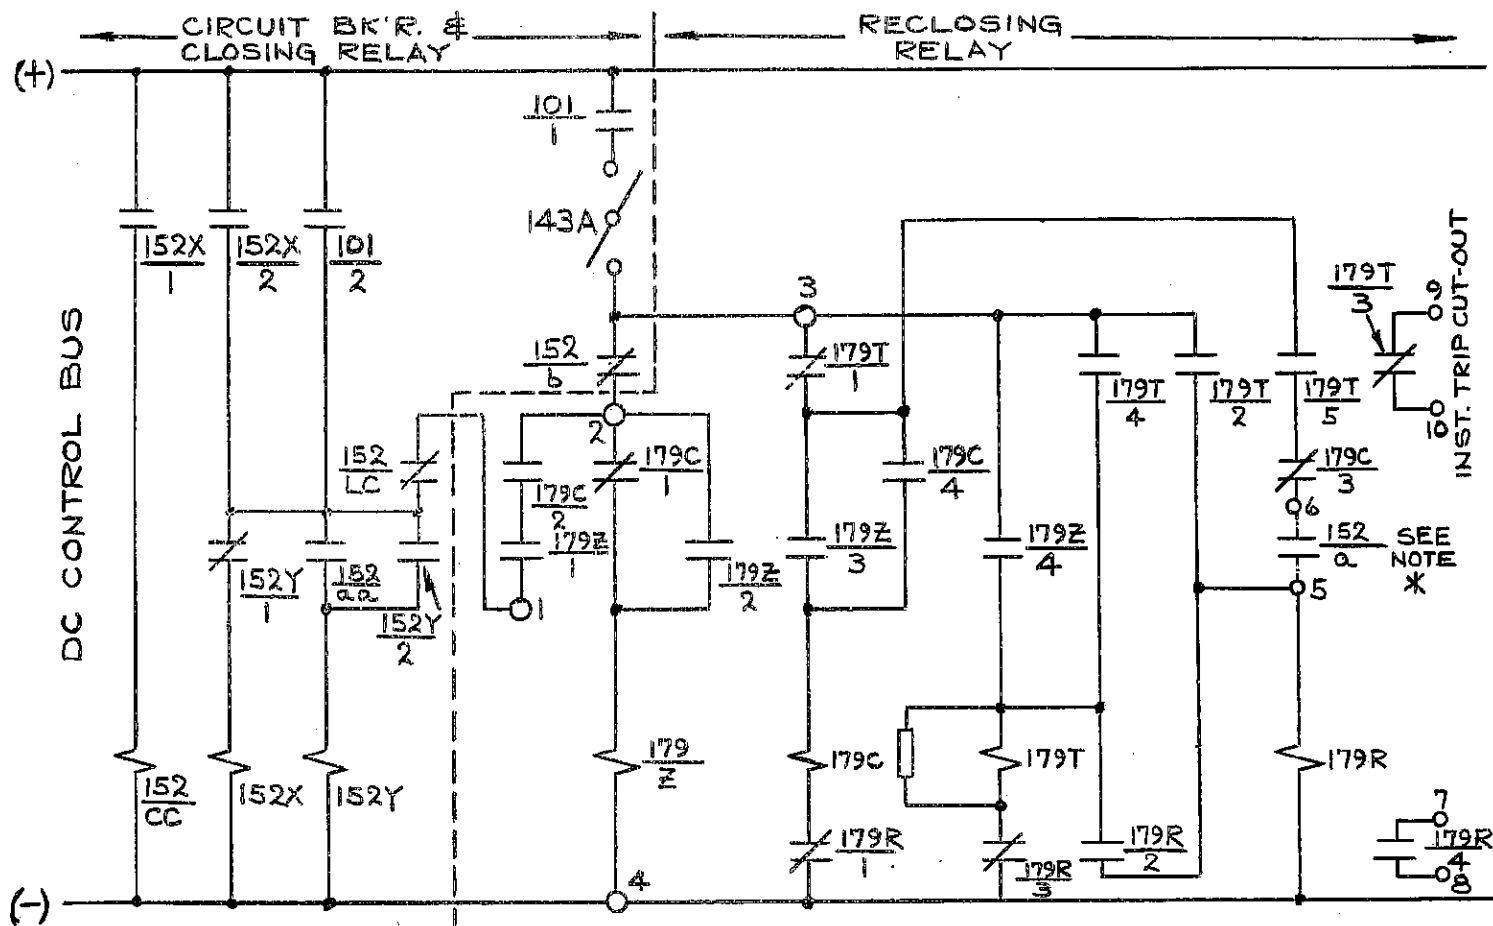 CIRCUIT BK'R. &
CLOSING RELAY
RECLOSING
RELAY
(+)
101
1
143A
152X
1
152X
2
101
2
3
179T
1
179T
3
9
10
INST. TRIP CUT-OUT
DC CONTROL BUS
152
b
2
179T
4
179T
2
179T
5
152
LC
179C
2
179C
1
179C
4
179C
3
6
152Y
1
152
aa
152Y
2
179Z
1
1
179Z
2
179Z
3
179Z
4
152
a
SEE
NOTE
*
5
152
CC
152X
152Y
179
Z
179C
179T
179R
179R
1
179R
3
179R
2
7
179R
4
8
4
(-)